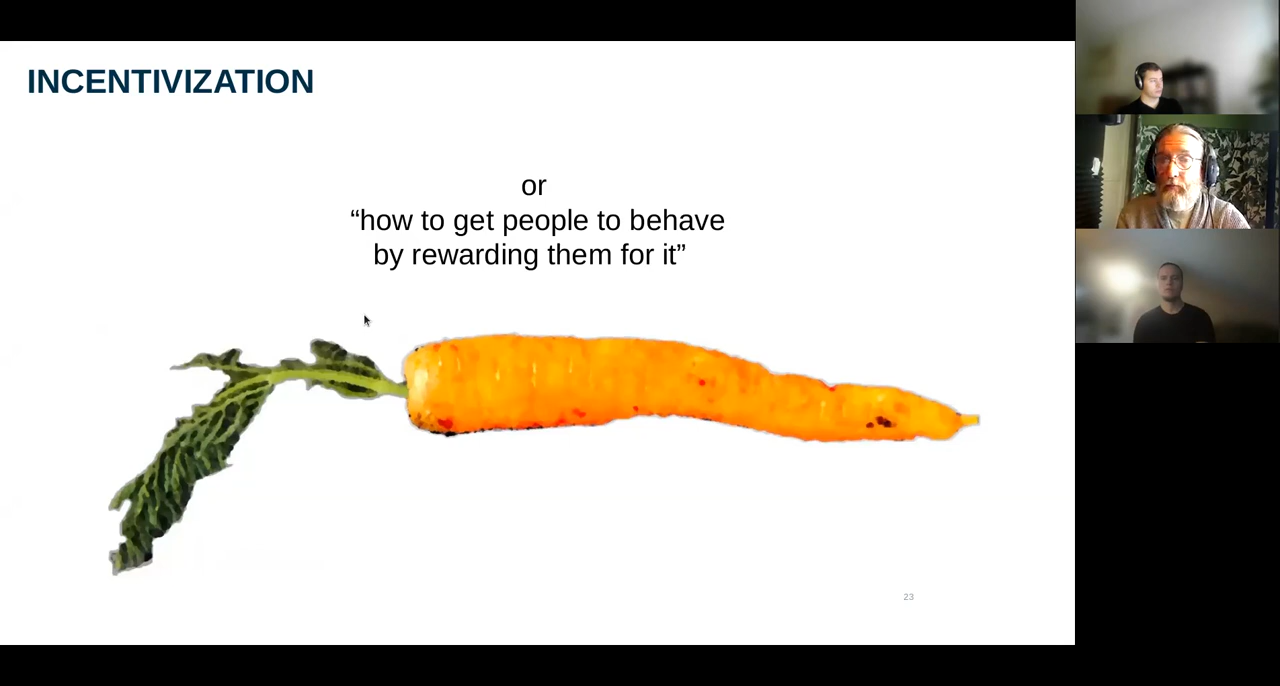 INCENTIVIZATION
or
“how to get people to behave
by rewarding them for it”
23